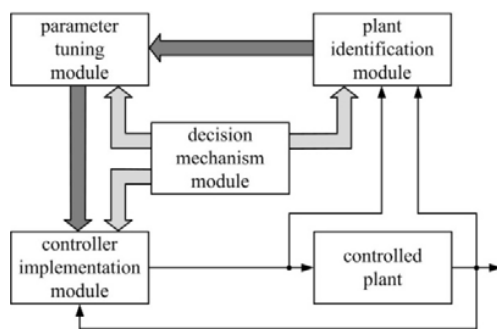 parameter
tuning
module
plant
identification
module
decision
mechanism
module
controller
implementation
module
controlled
plant